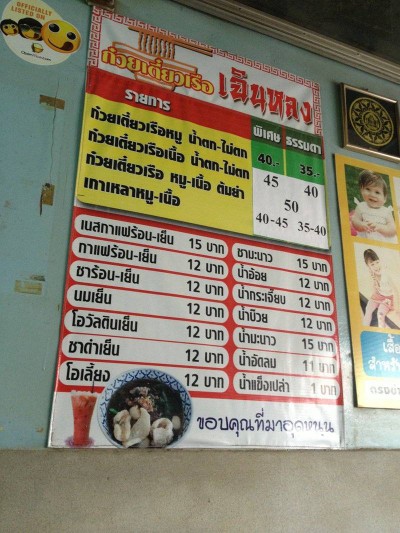 OFFICIALLY
LISTED ON
ก๋วยเตี๋ยวเรือ เฉินหลง
รายการ พิเศษ ธรรมดา
ก๋วยเตี๋ยวเรือหมู น้ำตก-ไม่ตก 40.- 35.-
ก๋วยเตี๋ยวเรือเนื้อ น้ำตก-ไม่ตก 45 40
ก๋วยเตี๋ยวเรือ หมู-เนื้อ ต้มยำ 50
เกาเหลาหมู-เนื้อ 40-45 35-40
เนสกาแฟร้อน-เย็น 15 บาท
กาแฟร้อน-เย็น 12 บาท
ชาร้อน-เย็น 12 บาท
นมเย็น 12 บาท
โอวัลตินเย็น 12 บาท
ชาดำเย็น 12 บาท
โอเลี้ยง 12 บาท
ชามะนาว 15 บาท
น้ำอ้อย 12 บาท
น้ำกระเจี๊ยบ 12 บาท
น้ำบ๊วย 12 บาท
น้ำมะนาว 15 บาท
น้ำอัดลม 11 บาท
น้ำแข็งเปล่า 1 บาท
ขอบคุณที่มาอุดหนุน